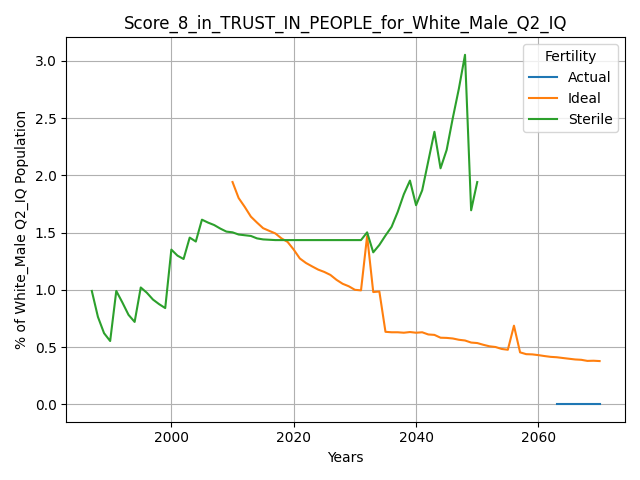 Score_8_in_TRUST_IN_PEOPLE_for_White_Male_Q2_IQ
% of White_Male Q2_IQ Population
3.0
2.5
2.0
1.5
1.0
0.5
0.0
Fertility
Actual
Ideal
Sterile
2000
2020
2040
2060
Years